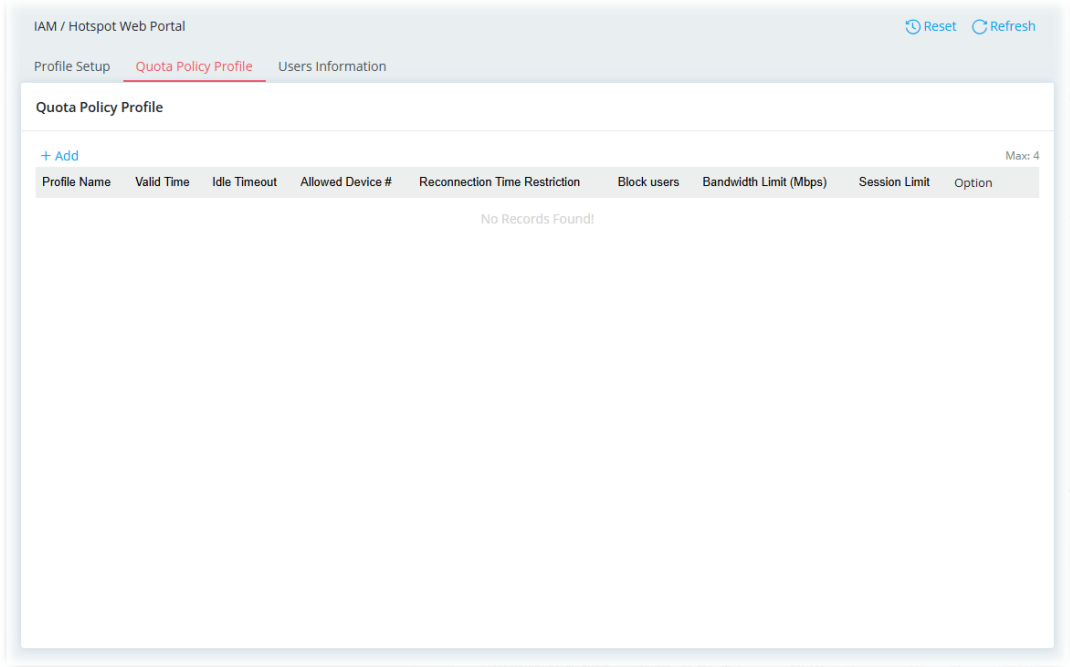 IAM / Hotspot Web Portal Reset Refresh
Profile Setup Quota Policy Profile Users Information
Quota Policy Profile
+ Add Max: 4
Profile Name Valid Time Idle Timeout Allowed Device # Reconnection Time Restriction Block users Bandwidth Limit (Mbps) Session Limit Option
No Records Found!